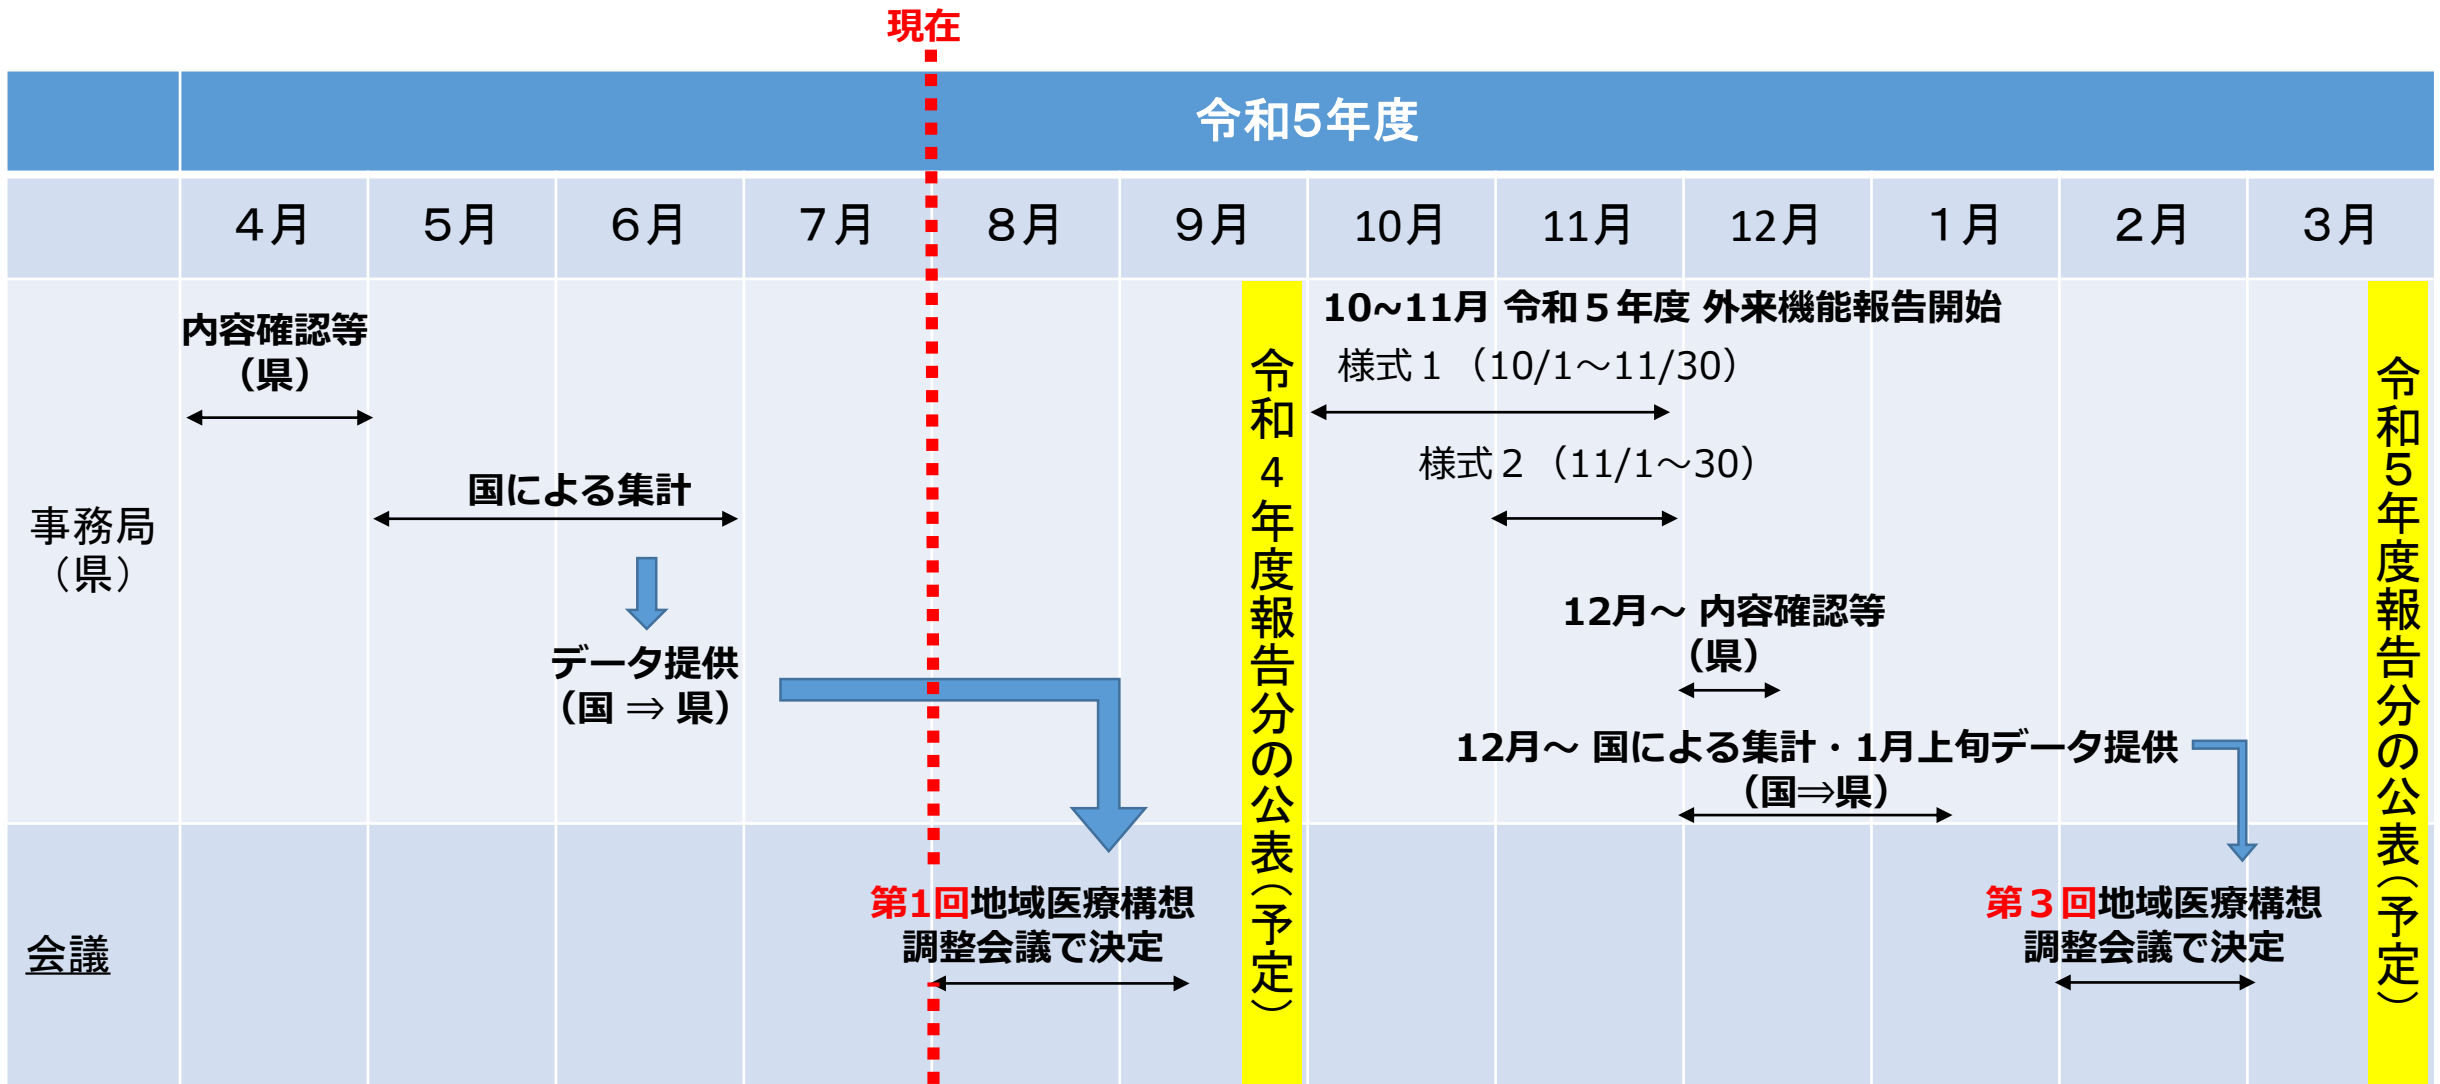 現在
令和5年度
４月
５月
６月
７月
８月
９月
10月
11月
12月
１月
２月
３月
事務局
（県）
内容確認等
（県）
国による集計
データ提供
（国 ⇒ 県）
令和４年度報告分の公表（予定）
10~11月 令和５年度 外来機能報告開始
様式１（10/1～11/30）
様式２（11/1～30）
12月～ 内容確認等
（県）
12月～ 国による集計・1月上旬データ提供
（国⇒県）
令和５年度報告分の公表（予定）
会議
第1回地域医療構想
調整会議で決定
第３回地域医療構想
調整会議で決定